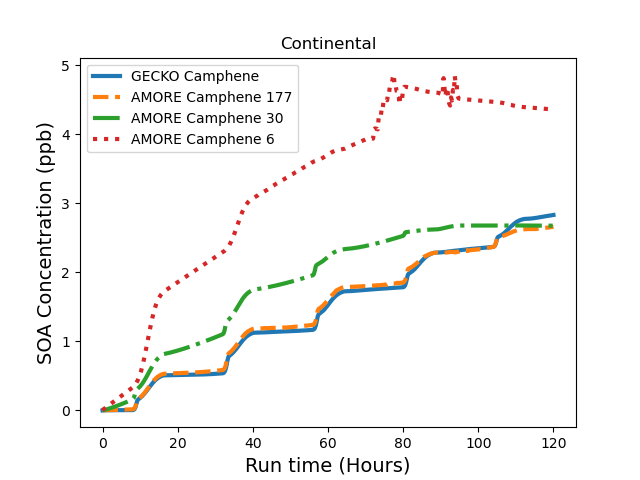 Continental
GECKO Camphene
AMORE Camphene 177
AMORE Camphene 30
AMORE Camphene 6
SOA Concentration (ppb)
5
4
3
2
1
0
0 20 40 60 80 100 120
Run time (Hours)